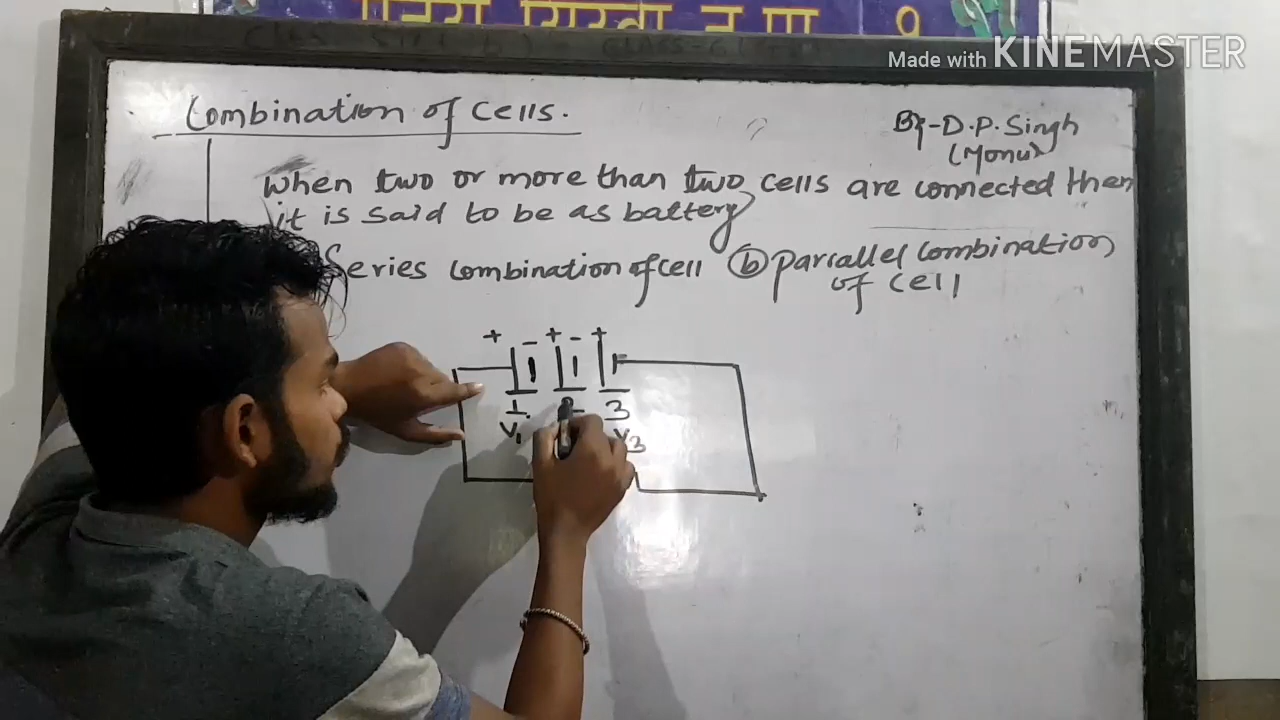 Made with KINEMASTER
Combination of Cells.
By-D.P.Singh
(Monu)
When two or more than two cells are connected then
it is said to be as battery
Series Combination of cell (b) Parallel Combination
of cell
+ - + - +
1. 2 3
V1 V3